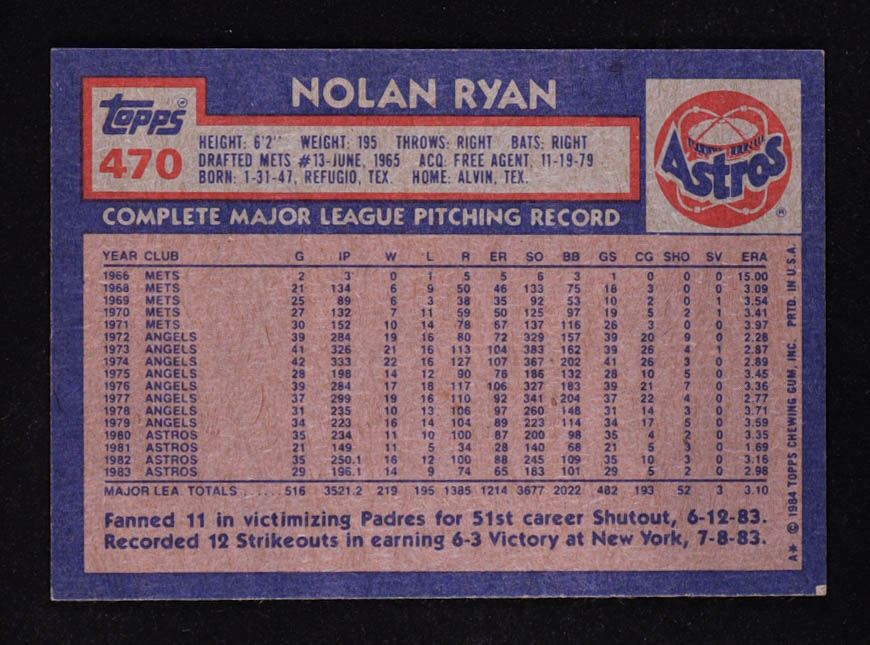 NOLAN RYAN
Topps®
470
HEIGHT: 6'2" WEIGHT: 195 THROWS: RIGHT BATS: RIGHT
DRAFTED METS #13-JUNE, 1965 ACQ: FREE AGENT, 11-19-79
BORN: 1-31-47, REFUGIO, TEX. HOME: ALVIN, TEX.
Astros ®
COMPLETE MAJOR LEAGUE PITCHING RECORD
YEAR CLUB G IP W L R ER SO BB GS CG SHO SV ERA
1966 METS 2 3 0 1 5 5 6 3 1 0 0 0 15.00
1968 METS 21 134 6 9 50 46 133 75 18 3 0 0 3.09
1969 METS 25 89 6 3 38 35 92 53 10 2 0 1 3.54
1970 METS 27 132 7 11 59 50 125 97 19 5 2 1 3.41
1971 METS 30 152 10 14 78 67 137 116 26 3 0 0 3.97
1972 ANGELS 39 284 19 16 80 72 329 157 39 20 9 0 2.28
1973 ANGELS 41 326 21 16 113 104 383 162 39 26 4 1 2.87
1974 ANGELS 42 333 22 16 127 107 367 202 41 26 3 0 2.89
1975 ANGELS 28 198 14 12 90 76 186 132 28 10 5 0 3.45
1976 ANGELS 39 284 17 18 117 106 327 183 39 21 7 0 3.36
1977 ANGELS 37 299 19 16 110 92 341 204 37 22 4 0 2.77
1978 ANGELS 31 235 10 13 106 97 260 148 31 14 3 0 3.71
1979 ANGELS 34 223 16 14 104 89 223 114 34 17 5 0 3.59
1980 ASTROS 35 234 11 10 100 87 200 98 35 4 2 0 3.35
1981 ASTROS 21 149 11 5 34 28 140 68 21 5 3 0 1.69
1982 ASTROS 35 250.1 16 12 100 88 245 109 35 10 3 0 3.16
1983 ASTROS 29 196.1 14 9 74 65 183 101 29 5 2 0 2.98
MAJOR LEA. TOTALS ...... 516 3521.2 219 195 1385 1214 3677 2022 482 193 52 3 3.10
Fanned 11 in victimizing Padres for 51st career Shutout, 6-12-83.
Recorded 12 Strikeouts in earning 6-3 Victory at New York, 7-8-83.
A* © 1984 TOPPS CHEWING GUM, INC. PRTD. IN U.S.A.